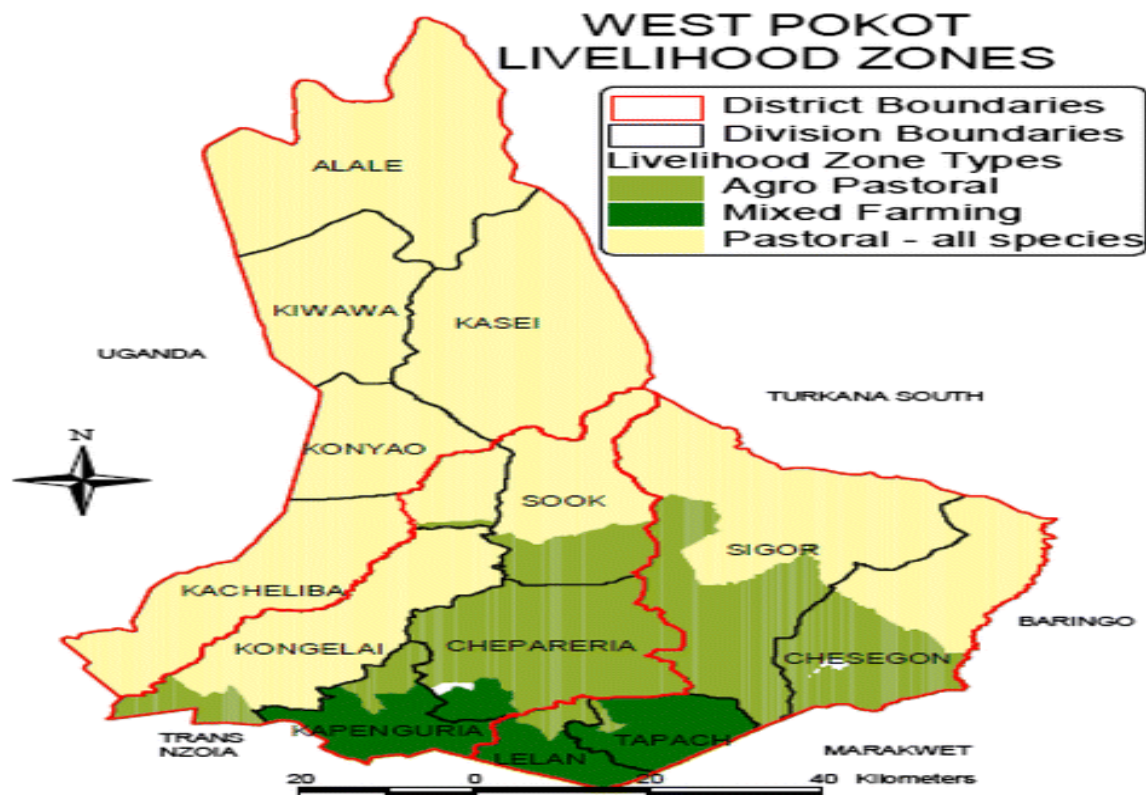 WEST POKOT
LIVELIHOOD ZONES
District Boundaries
Division Boundaries
Livelihood Zone Types
Agro Pastoral
Mixed Farming
Pastoral - all species
ALALE
KIWAWA
KASEI
UGANDA
TURKANA SOUTH
N
KONYAO
SOOK
SIGOR
KACHELIBA
BARINGO
KONGELAI
CHEPARERIA
CHESEGON
KAPENGURIA
TRANS
NZOIA
LELAN
TAPACH
MARAKWET
20 0 20 40 Kilometers